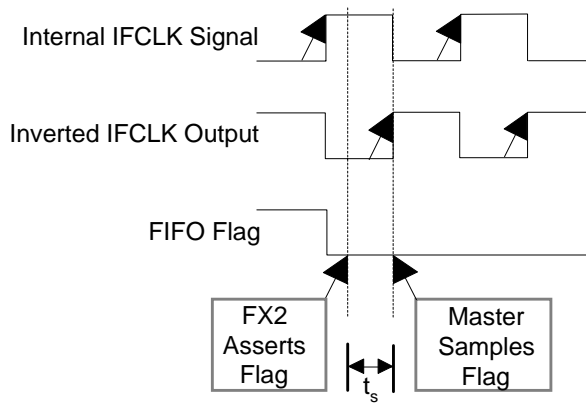 Internal IFCLK Signal
Inverted IFCLK Output
FIFO Flag
FX2
Asserts
Flag
Master
Samples
Flag
ts